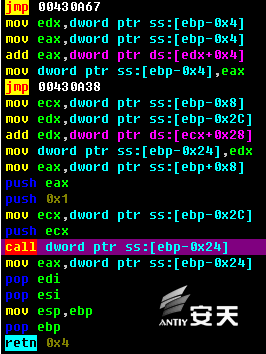 jmp 00430A67
mov edx,dword ptr ss:[ebp-0x4]
mov eax,dword ptr ss:[ebp-0x4]
add eax,dword ptr ds:[edx+0x4]
mov dword ptr ss:[ebp-0x4],eax
jmp 00430A38
mov ecx,dword ptr ss:[ebp-0x8]
mov edx,dword ptr ss:[ebp-0x2C]
add edx,dword ptr ds:[ecx+0x28]
mov dword ptr ss:[ebp-0x24],edx
mov eax,dword ptr ss:[ebp+0x8]
push eax
push 0x1
mov ecx,dword ptr ss:[ebp-0x2C]
push ecx
call dword ptr ss:[ebp-0x24]
mov eax,dword ptr ss:[ebp-0x24]
pop edi
pop esi
mov esp,ebp
pop ebp
retn 0x4
ANTIY 安天